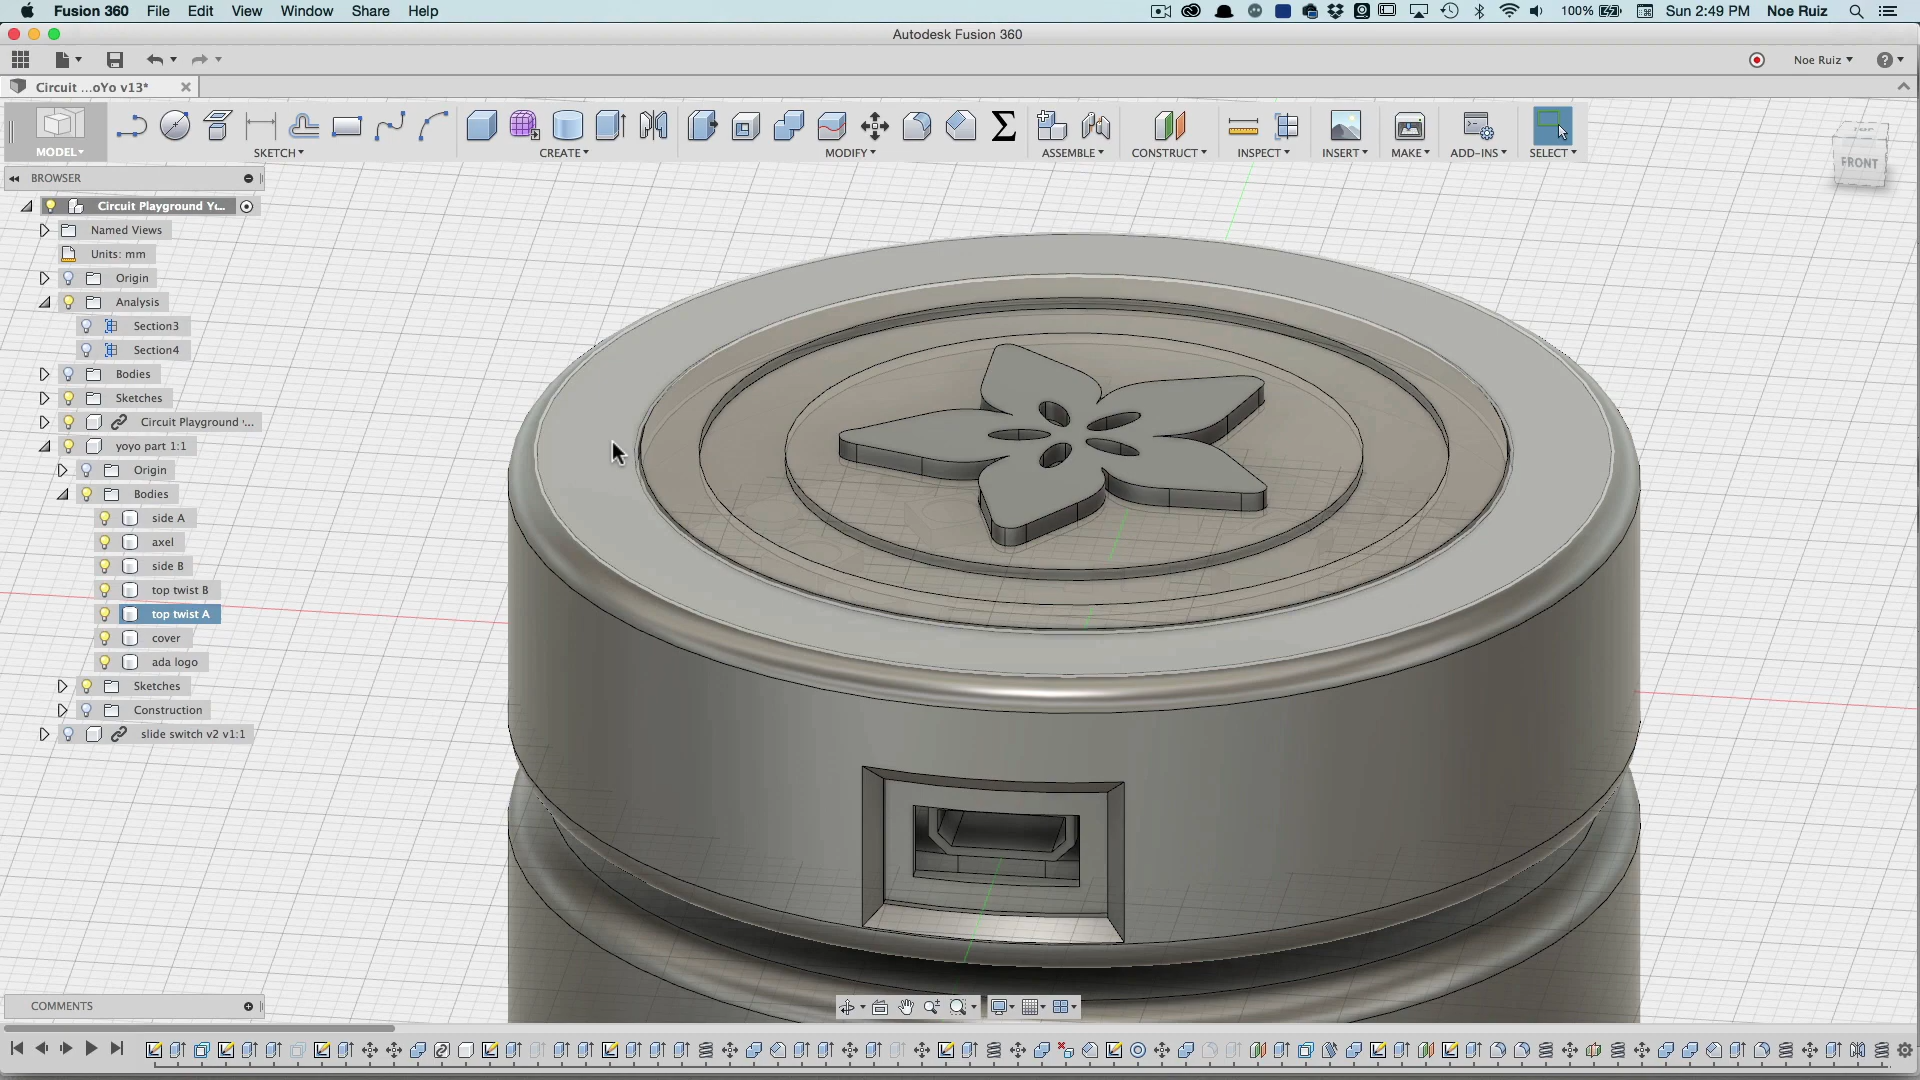 Fusion 360 File Edit View Window Share Help 100% Sun 2:49 PM Noe Ruiz
Autodesk Fusion 360
Noe Ruiz
Circuit ...oYo v13*
MODEL SKETCH CREATE MODIFY ASSEMBLE CONSTRUCT INSPECT INSERT MAKE ADD-INS SELECT
FRONT
BROWSER
Circuit Playground Yc...
Named Views
Units: mm
Origin
Analysis
Section3
Section4
Bodies
Sketches
Circuit Playground '...
yoyo part 1:1
Origin
Bodies
side A
axel
side B
top twist B
top twist A
cover
ada logo
Sketches
Construction
slide switch v2 v1:1
COMMENTS